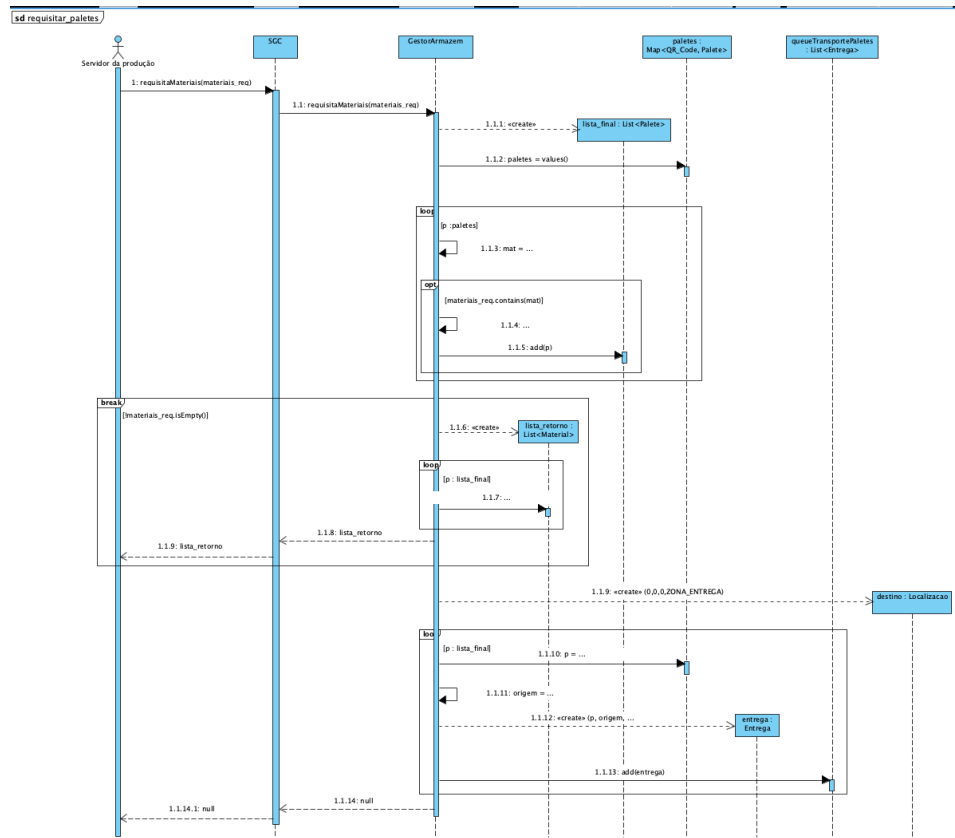 sd requisitar_paletes
Servidor da produção
SGC
GestorArmazem
paletes :
Map<QR_Code, Palete>
queueTransportePaletes
: List<Entrega>
1: requisitaMateriais(materiais_req)
1.1: requisitaMateriais(materiais_req)
1.1.1: «create»
lista_final : List<Palete>
1.1.2: paletes = values()
loop
[p :paletes]
1.1.3: mat = ...
opt
[materiais_req.contains(mat)]
1.1.4: ...
1.1.5: add(p)
break
[!materiais_req.isEmpty()]
1.1.6: «create»
lista_retorno :
List<Material>
loop
[p : lista_final]
1.1.7: ...
1.1.8: lista_retorno
1.1.9: lista_retorno
1.1.9: «create» (0,0,0,ZONA_ENTREGA)
destino : Localizacao
loop
[p : lista_final]
1.1.10: p = ...
1.1.11: origem = ...
1.1.12: «create» (p, origem, ...
entrega :
Entrega
1.1.13: add(entrega)
1.1.14: null
1.1.14.1: null